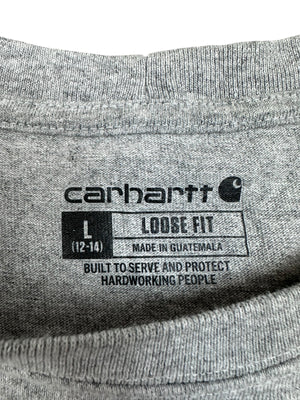 carhartt
L
(12-14)
LOOSE FIT
MADE IN GUATEMALA
BUILT TO SERVE AND PROTECT
HARDWORKING PEOPLE